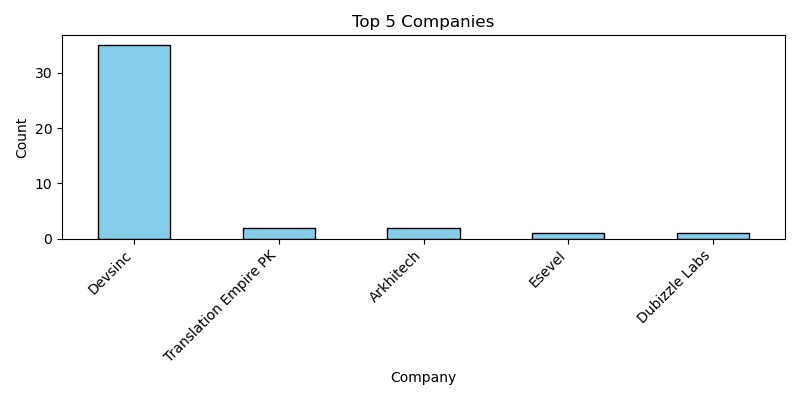 Top 5 Companies
Count
30
20
10
0
Devsinc
Translation Empire PK
Arkhitech
Esevel
Dubizzle Labs
Company